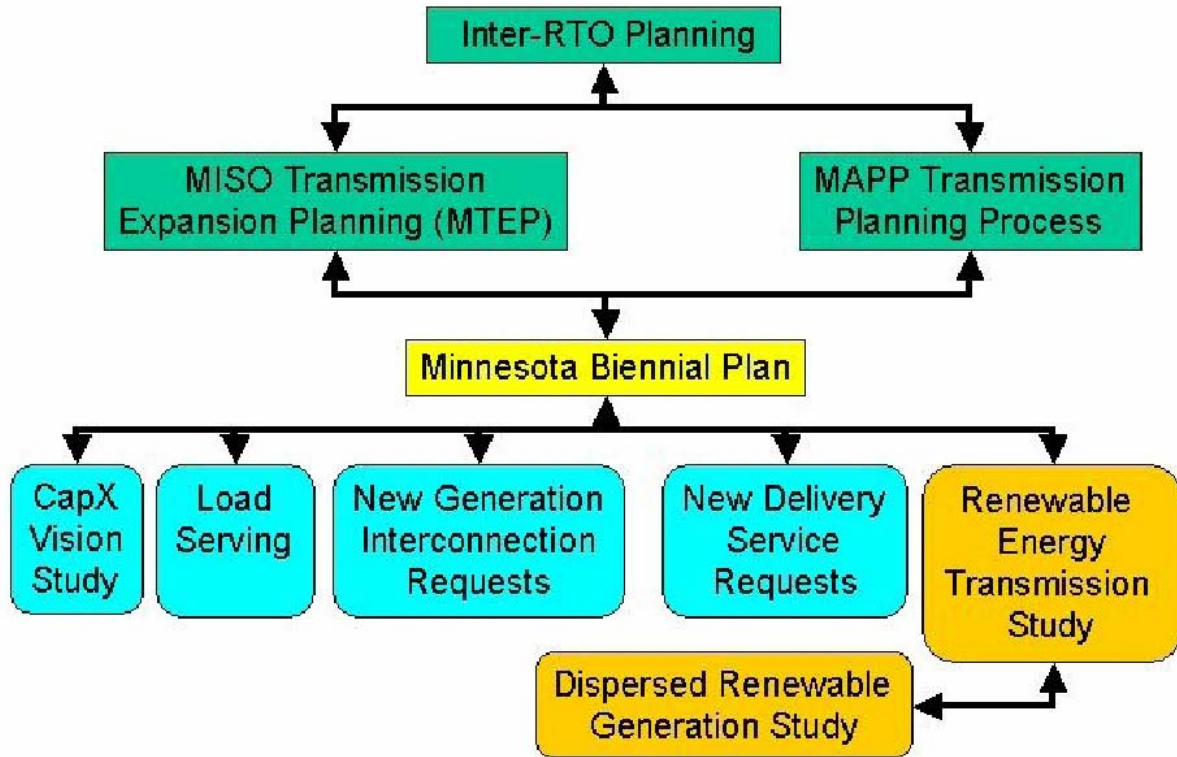 Inter-RTO Planning
MISO Transmission
Expansion Planning (MTEP)
MAPP Transmission
Planning Process
Minnesota Biennial Plan
CapX
Vision
Study
Load
Serving
New Generation
Interconnection
Requests
New Delivery
Service
Requests
Renewable
Energy
Transmission
Study
Dispersed Renewable
Generation Study